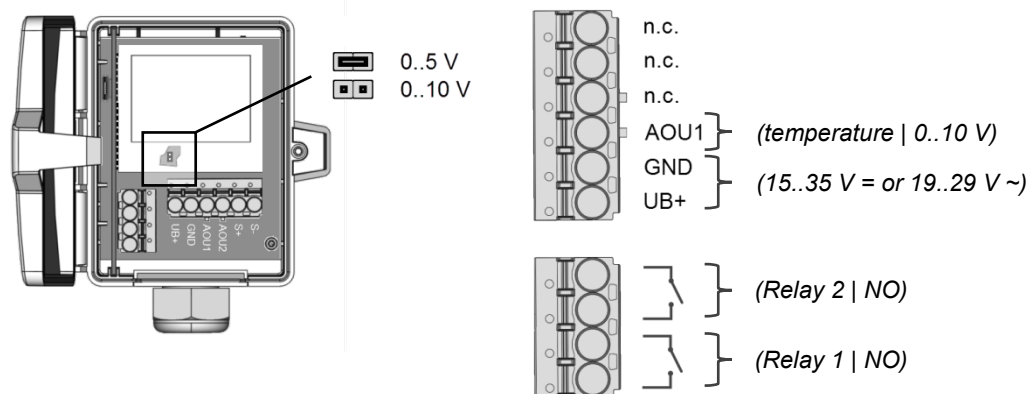 0..5 V
0..10 V
UB+
GND
AOU1
AOU2
S+
S-
n.c.
n.c.
n.c.
AOU1 (temperature | 0..10 V)
GND
(15..35 V = or 19..29 V ~)
UB+
(Relay 2 | NO)
(Relay 1 | NO)